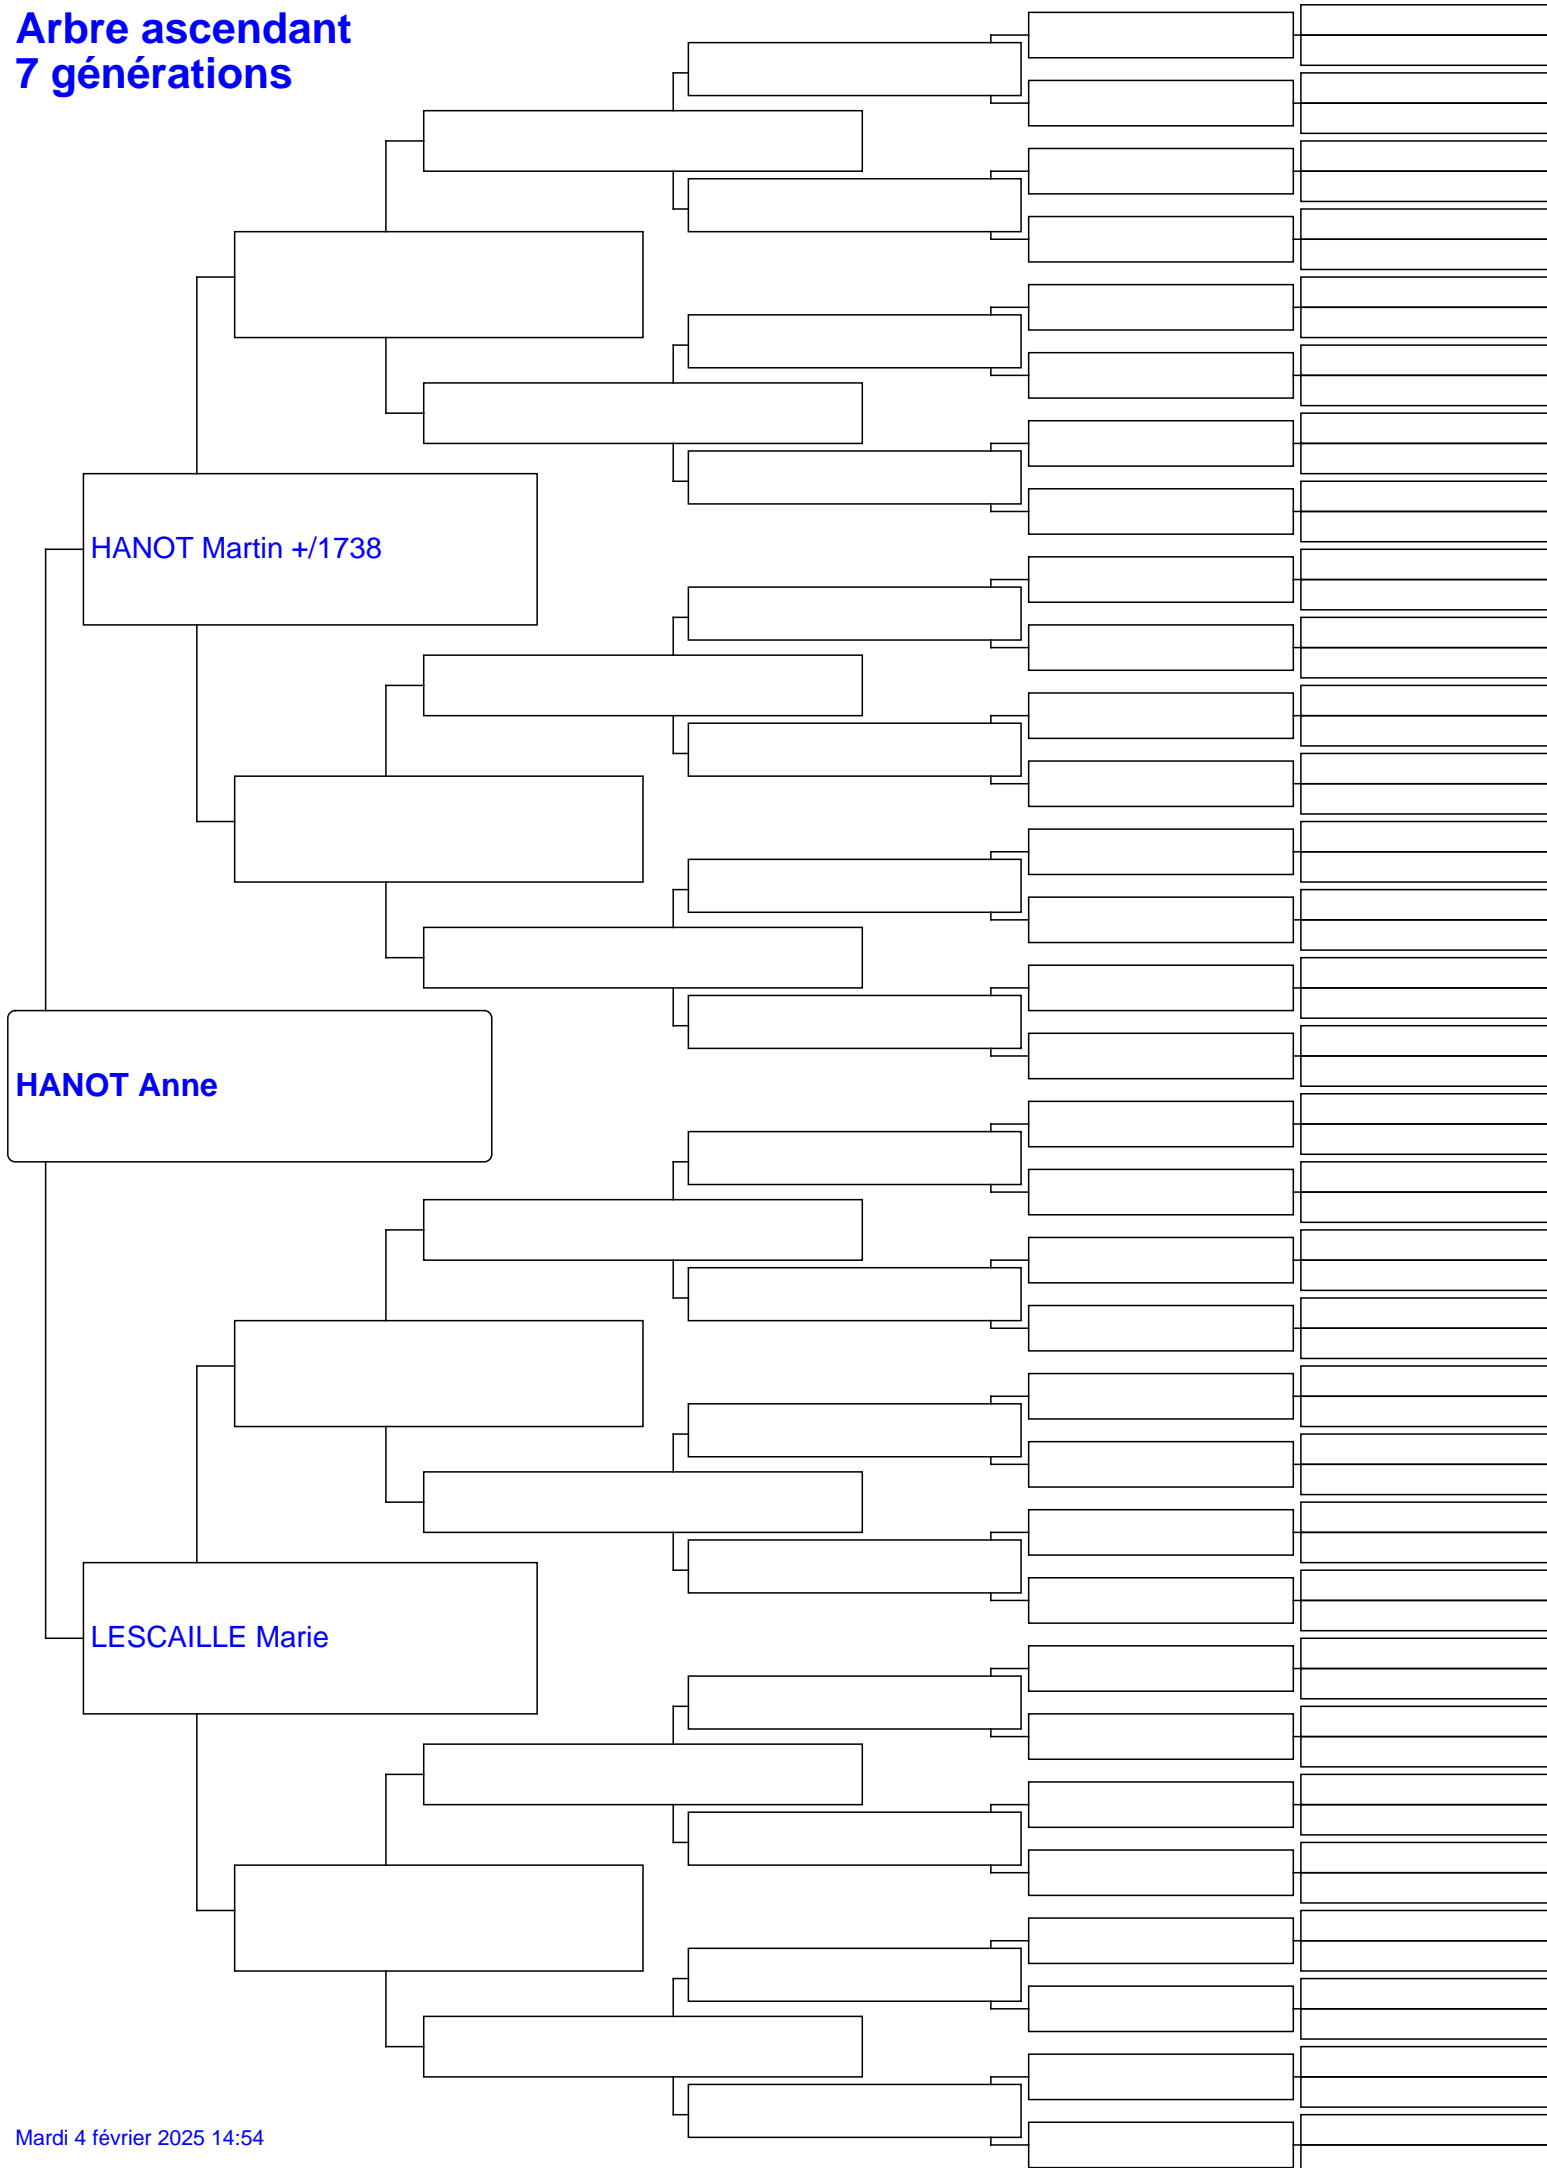 Arbre ascendant
7 générations
HANOT Martin +/1738
HANOT Anne
LESCAILLE Marie
Mardi 4 février 2025 14:54